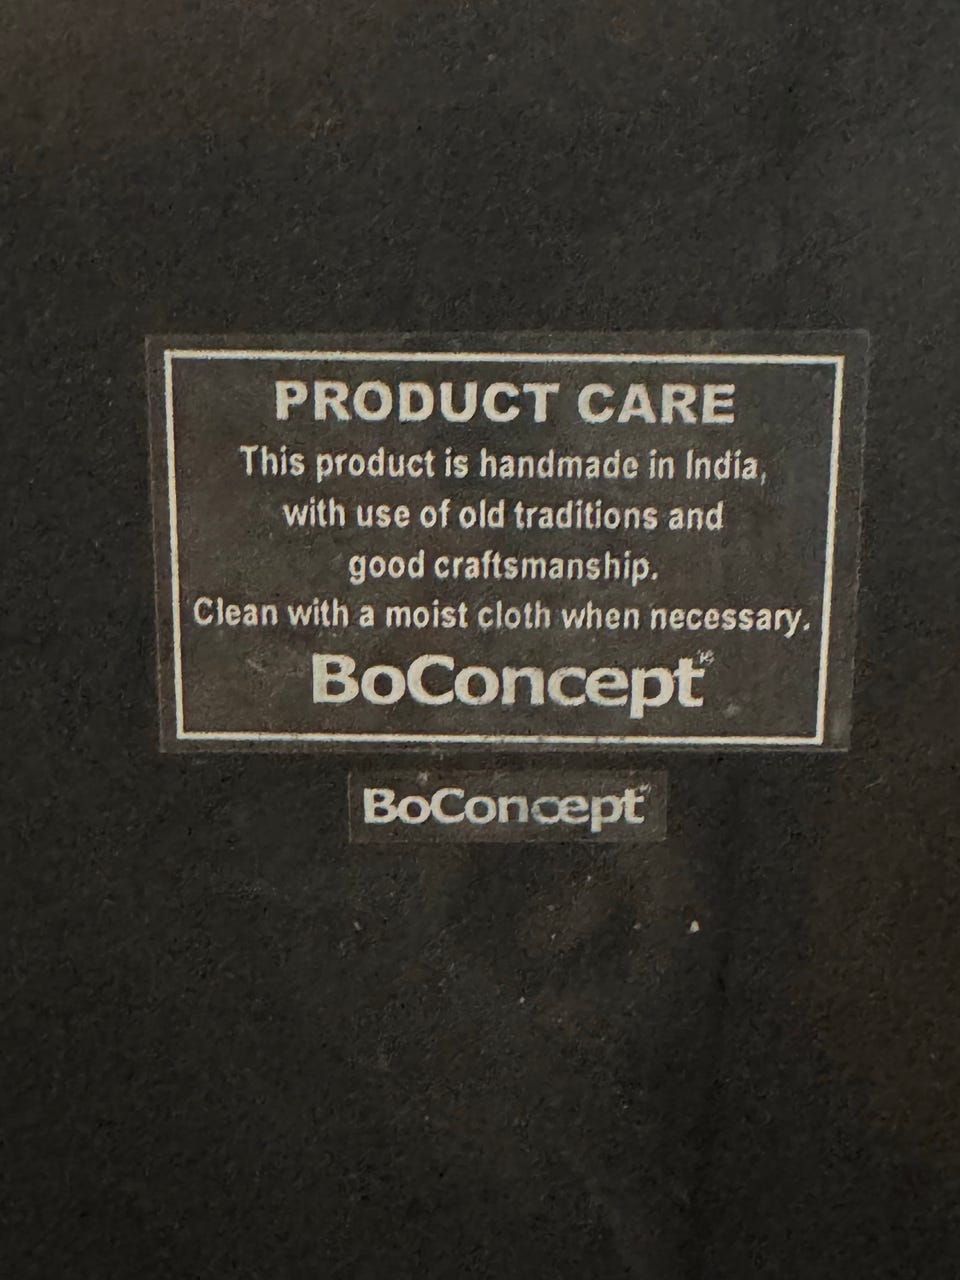 PRODUCT CARE
This product is handmade in India,
with use of old traditions and
good craftsmanship.
Clean with a moist cloth when necessary.
BoConcept®
BoConcept